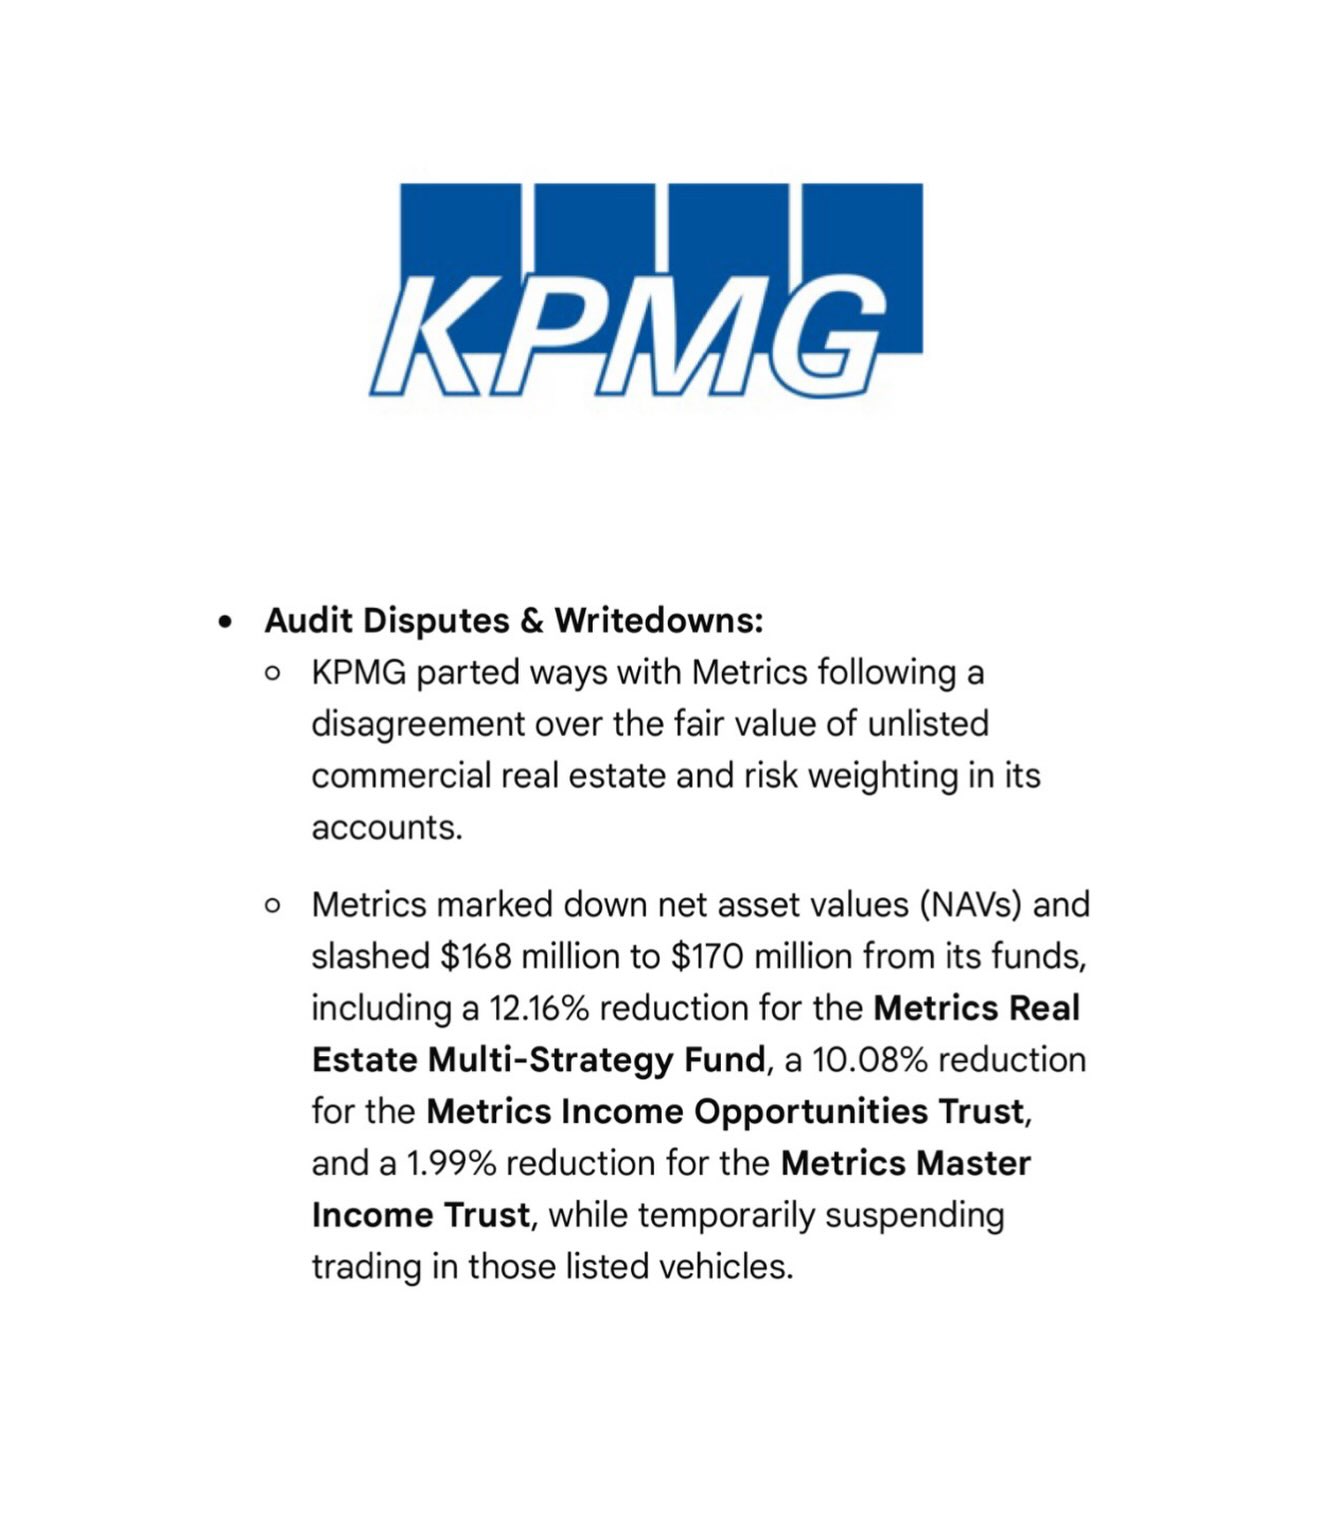 KPMG
• Audit Disputes & Writedowns:
○ KPMG parted ways with Metrics following a
disagreement over the fair value of unlisted
commercial real estate and risk weighting in its
accounts.
○ Metrics marked down net asset values (NAVs) and
slashed $168 million to $170 million from its funds,
including a 12.16% reduction for the Metrics Real
Estate Multi-Strategy Fund, a 10.08% reduction
for the Metrics Income Opportunities Trust,
and a 1.99% reduction for the Metrics Master
Income Trust, while temporarily suspending
trading in those listed vehicles.